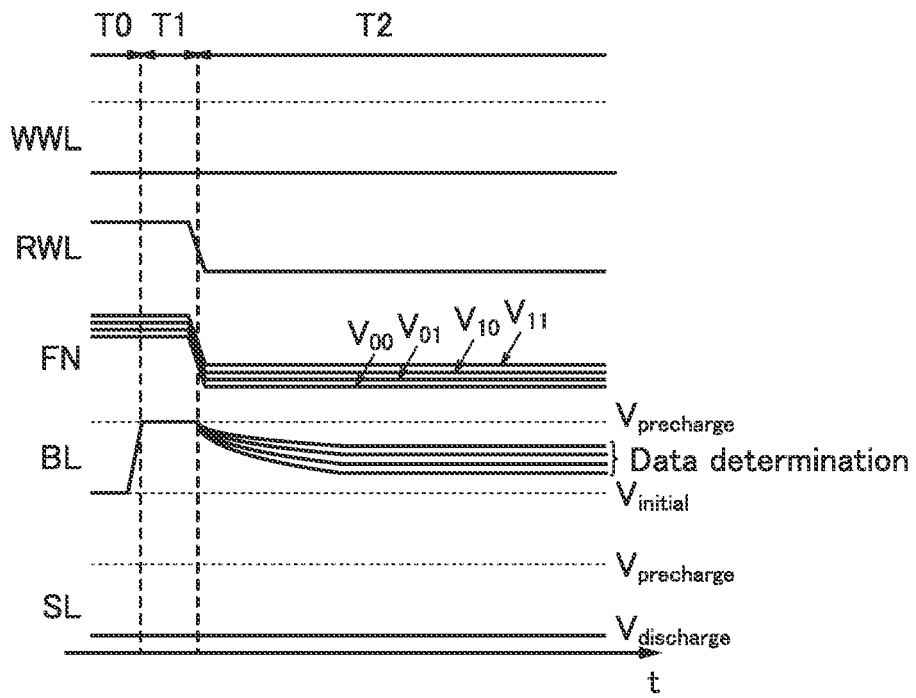 T0 T1 T2
WWL
RWL
V00 V01 V10 V11
FN
Vprecharge
BL
Data determination
Vinitial
Vprecharge
SL
Vdischarge
t